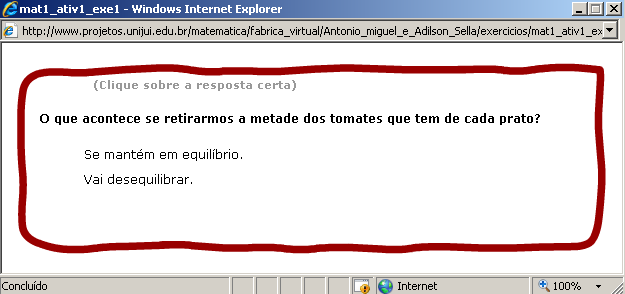 mat1_ativ1_exe1 - Windows Internet Explorer
http://www.projetos.unijui.edu.br/matematica/fabrica_virtual/Antonio_miguel_e_Adilson_Sella/exercicios/mat1_ativ1_ex
(Clique sobre a resposta certa)
O que acontece se retirarmos a metade dos tomates que tem de cada prato?
Se mantém em equilíbrio.
Vai desequilibrar.
Concluído Internet 100%